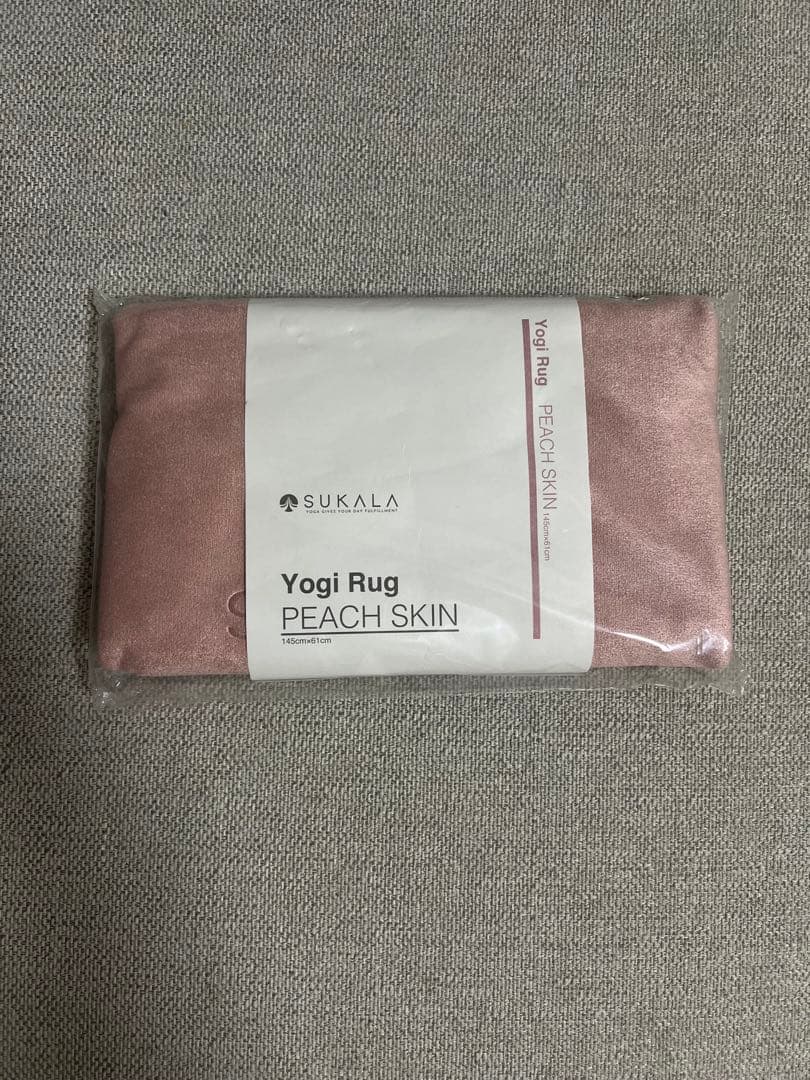 SUKALA
YOGA GIVES YOUR DAY FULFILLMENT
Yogi Rug
PEACH SKIN
145cm×61cm
Yogi Rug PEACH SKIN 145cm×61cm
S